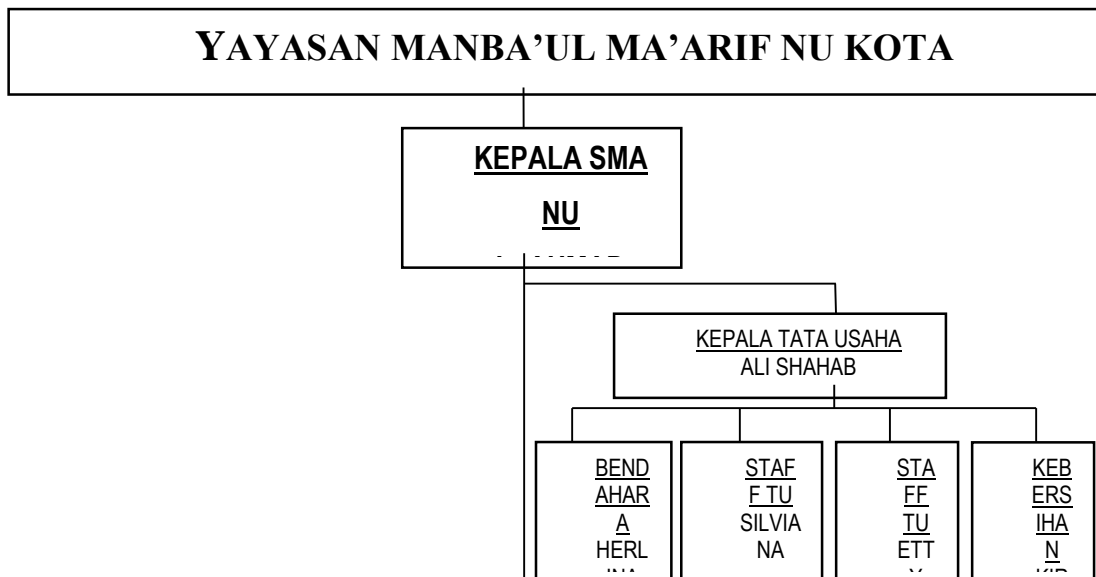 YAYASAN MANBA’UL MA’ARIF NU KOTA
KEPALA SMA
NU
KEPALA TATA USAHA
ALI SHAHAB
BEND
AHAR
A
HERL
INA
STAF
F TU
SILVIA
NA
STA
FF
TU
ETT
Y
KEB
ERS
IHA
N